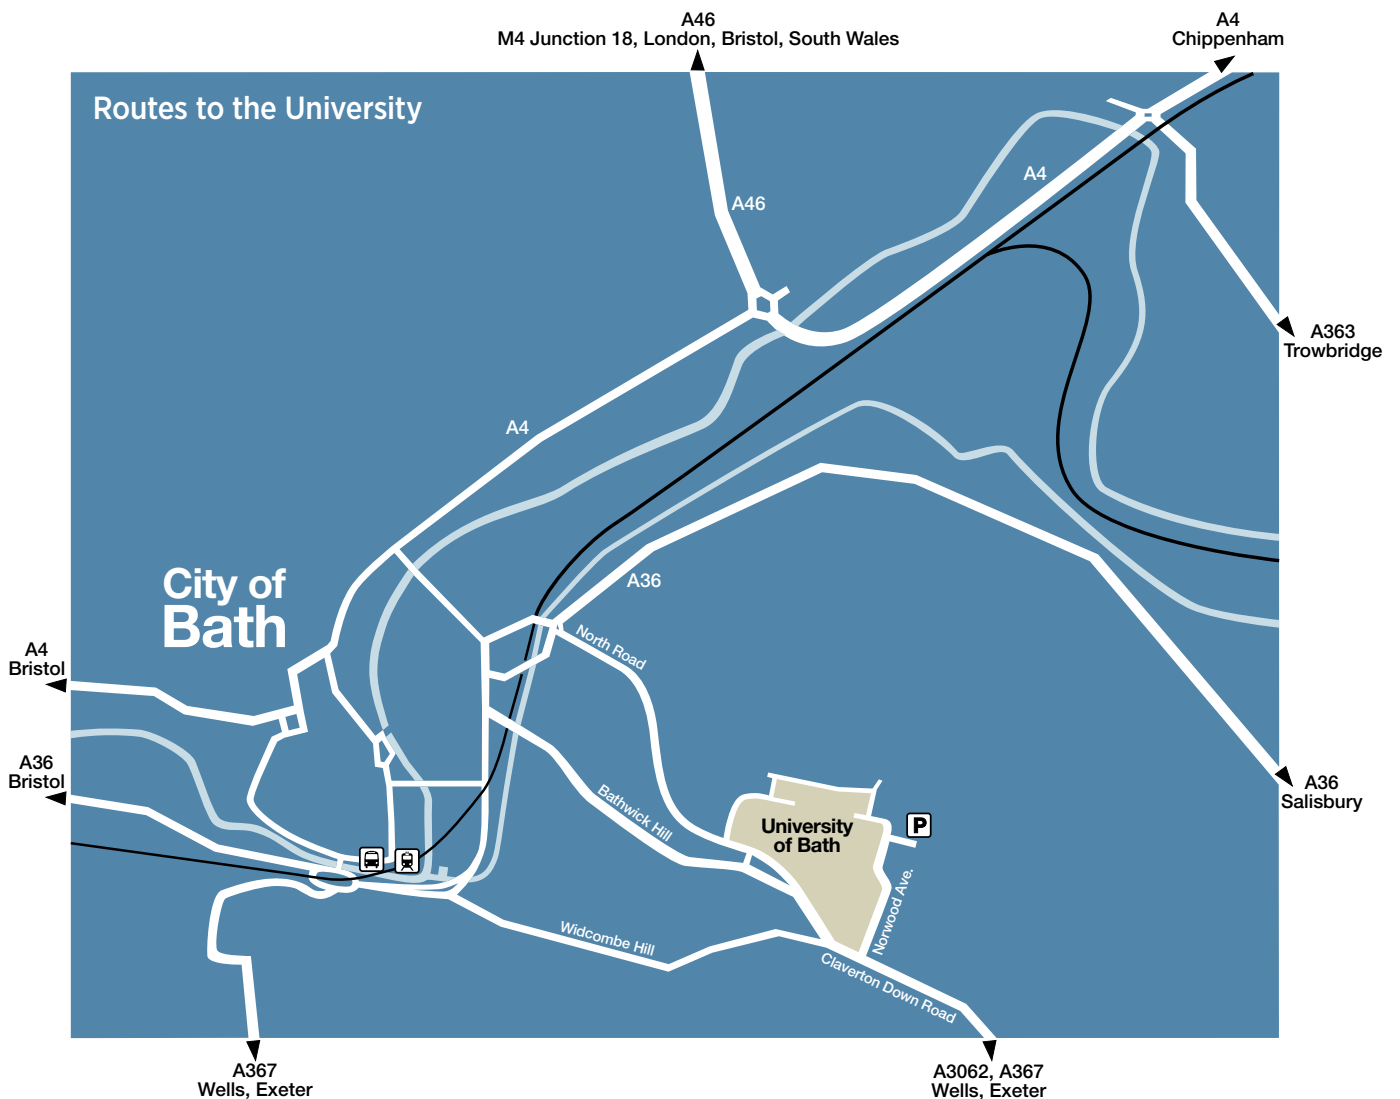 A46
M4 Junction 18, London, Bristol, South Wales
A4
Chippenham
Routes to the University
A4
A46
A363
Trowbridge
A4
City of
Bath
A36
North Road
A4
Bristol
A36
Bristol
A36
Salisbury
Bathwick Hill
University
of Bath
P
Norwood Ave.
Widcombe Hill
Claverton Down Road
A367
Wells, Exeter
A3062, A367
Wells, Exeter